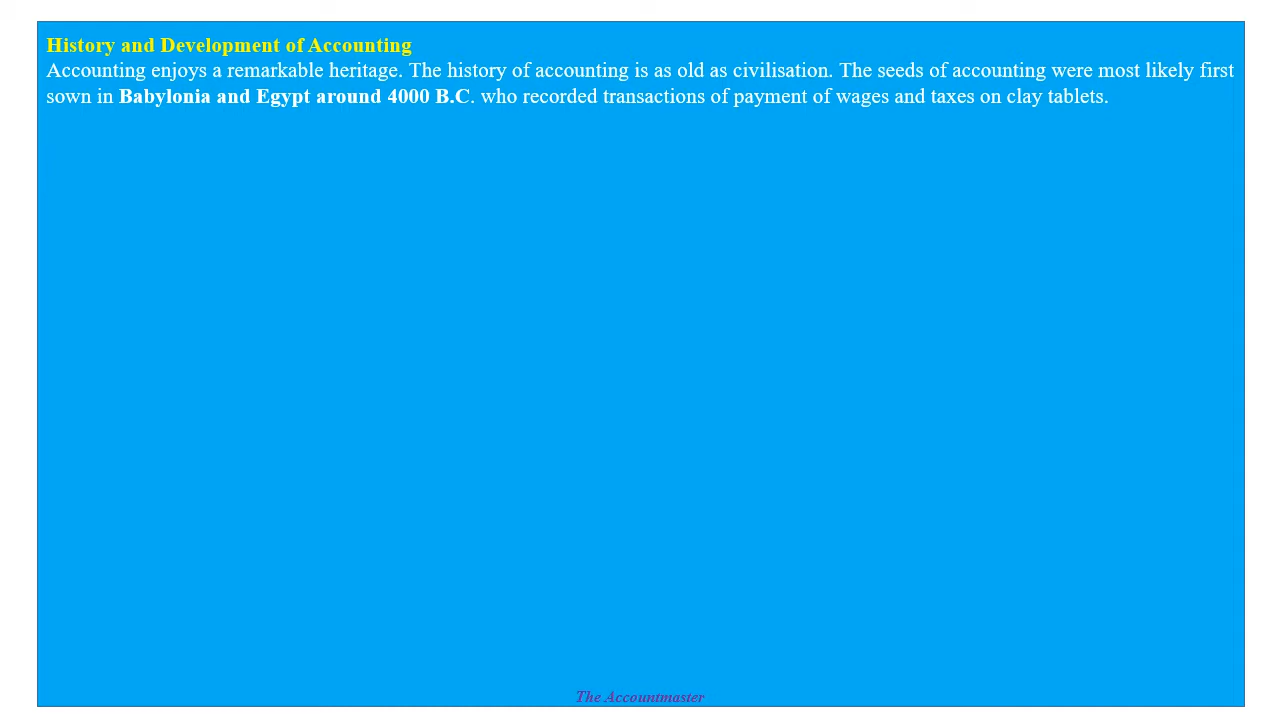 History and Development of Accounting
Accounting enjoys a remarkable heritage. The history of accounting is as old as civilisation. The seeds of accounting were most likely first
sown in Babylonia and Egypt around 4000 B.C. who recorded transactions of payment of wages and taxes on clay tablets.
The Accountmaster